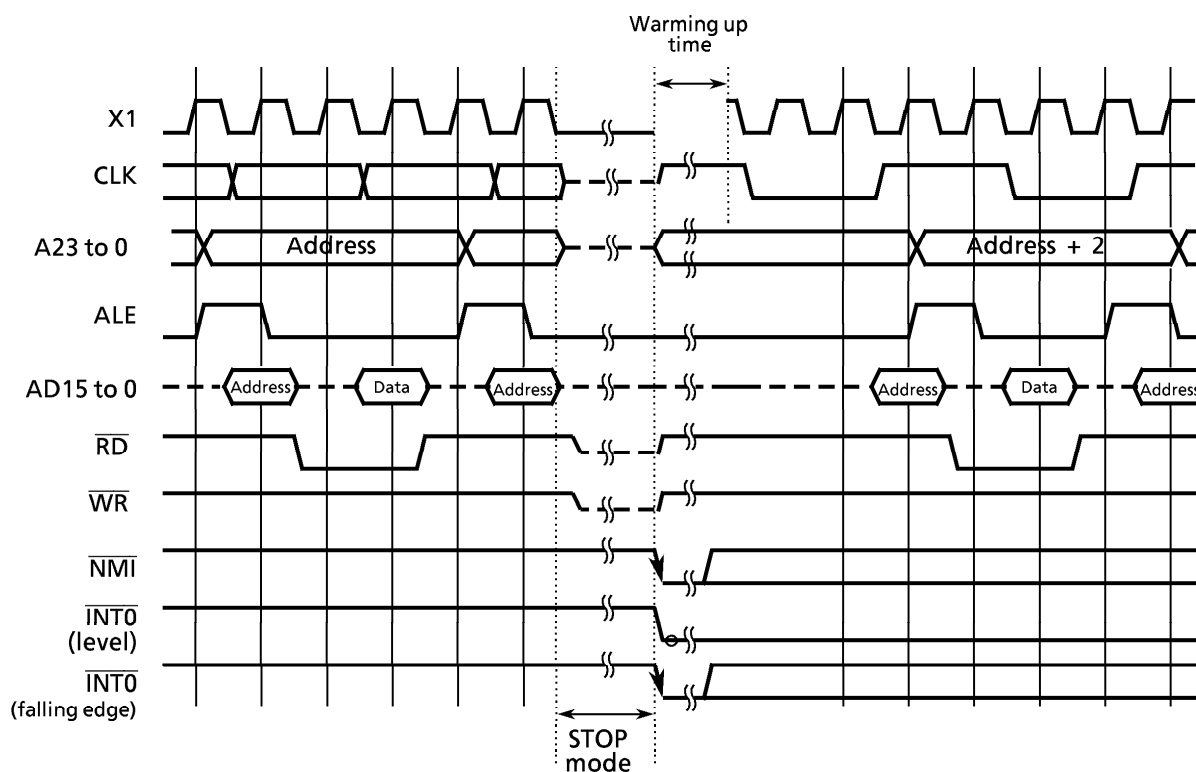 Warming up
time
X1
CLK
A23 to 0
Address
Address + 2
ALE
AD15 to 0
Address
Data
Address
Address
Data
Address
RD
WR
NMI
INT0
(level)
INT0
(falling edge)
STOP
mode